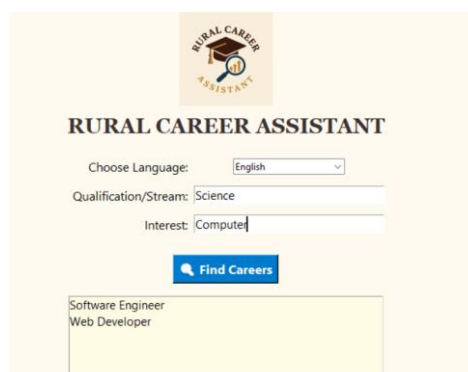 RURAL CAREER
ASSISTANT
RURAL CAREER ASSISTANT
Choose Language: English
Qualification/Stream: Science
Interest: Computer
Find Careers
Software Engineer
Web Developer